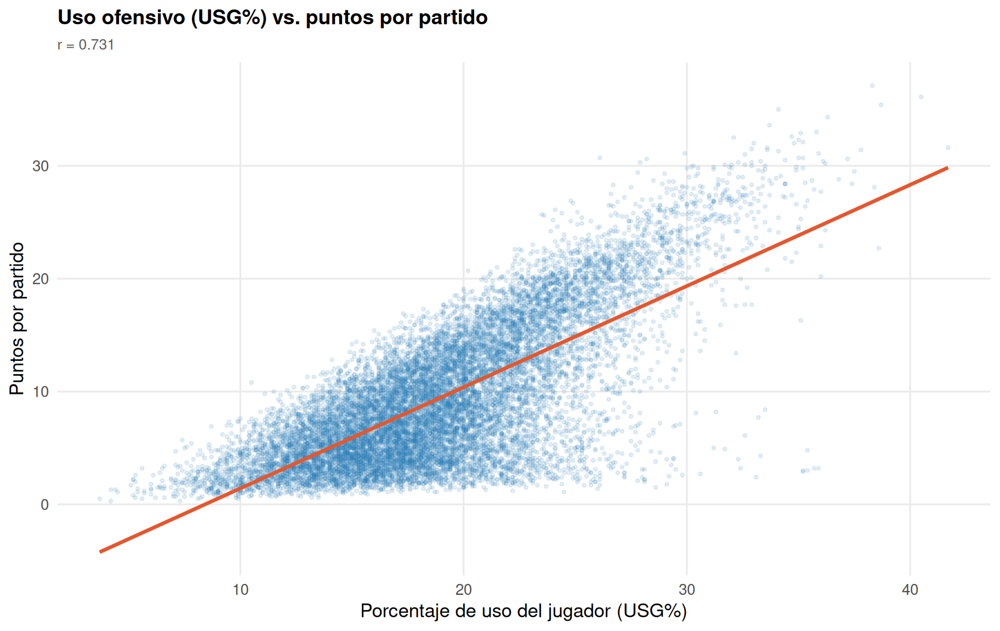 Uso ofensivo (USG%) vs. puntos por partido
r = 0.731
Puntos por partido
30
20
10
0
10
20
30
40
Porcentaje de uso del jugador (USG%)